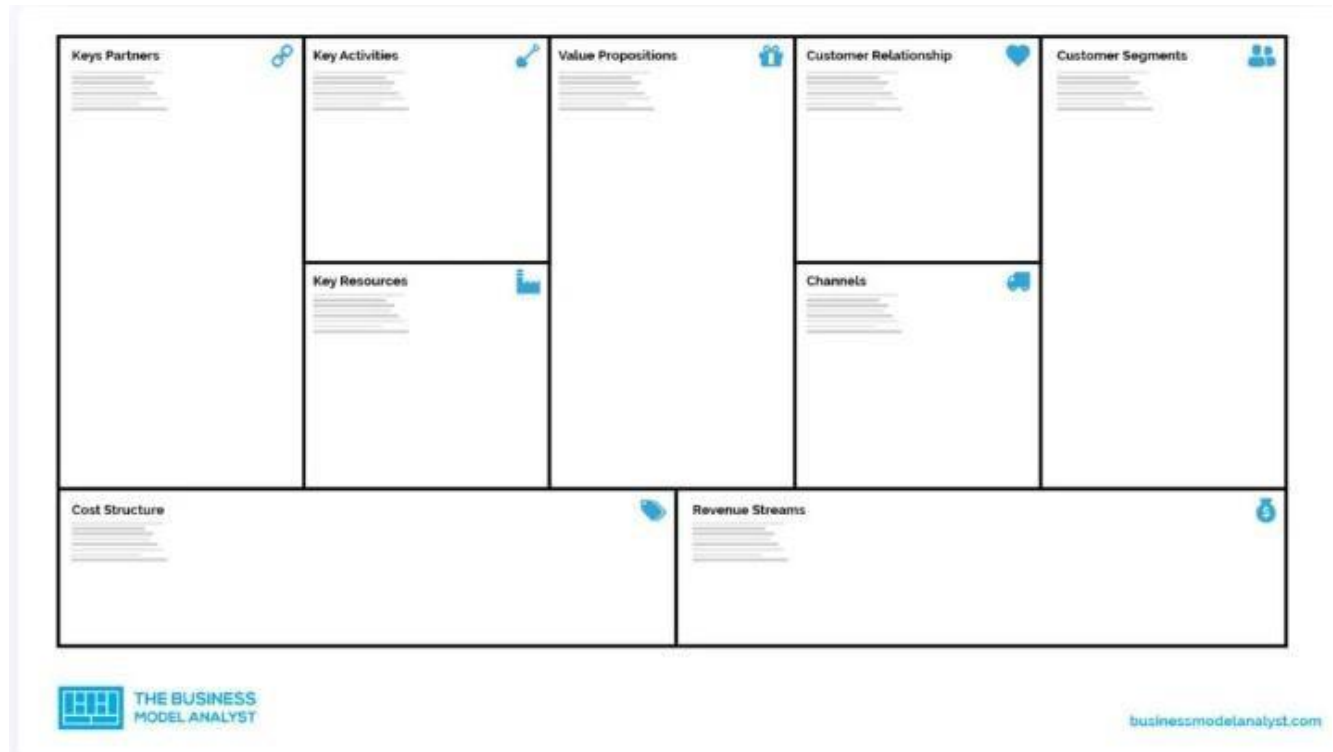 Keys Partners
Key Activities
Value Propositions
Customer Relationship
Customer Segments
Key Resources
Channels
Cost Structure
Revenue Streams
$
THE BUSINESS
MODEL ANALYST
businessmodelanalyst.com